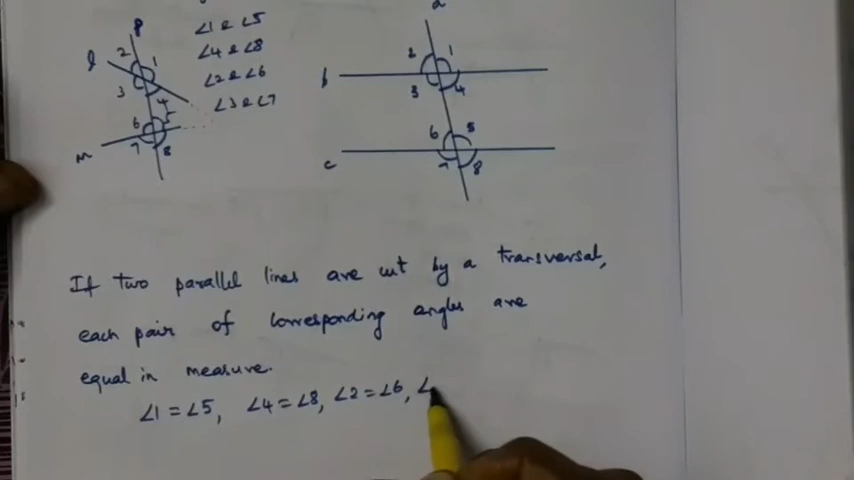 p
l
2
1
3
4
5
6
7
8
m
∠1 & ∠5
∠4 & ∠8
∠2 & ∠6
∠3 & ∠7
a
b
2
1
3
4
6
5
c
7
8
If two parallel lines are cut by a transversal,
each pair of corresponding angles are
equal in measure.
∠1 = ∠5, ∠4 = ∠8, ∠2 = ∠6, ∠